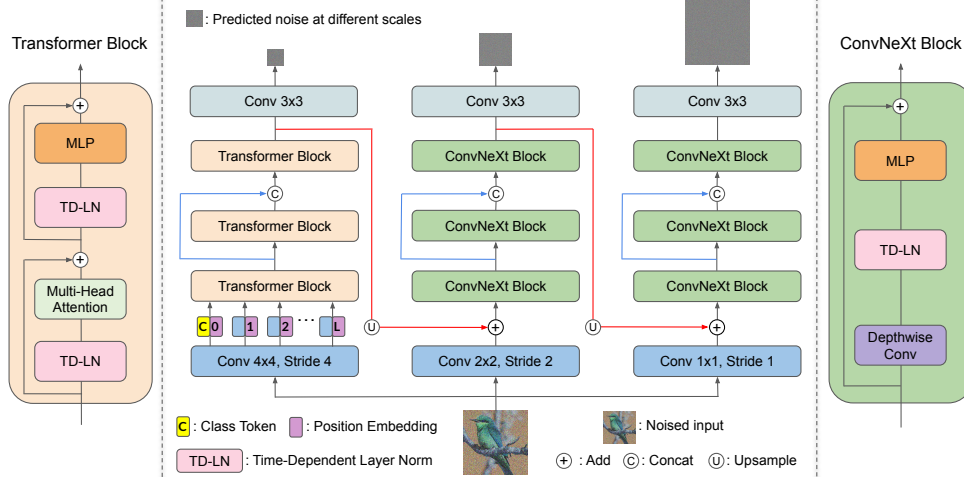 Transformer Block
+
MLP
TD-LN
+
Multi-Head
Attention
TD-LN
: Predicted noise at different scales
Conv 3x3
Transformer Block
C
Transformer Block
Transformer Block
C 0 1 2 ... L
Conv 4x4, Stride 4
U
Conv 3x3
ConvNeXt Block
C
ConvNeXt Block
ConvNeXt Block
+
Conv 2x2, Stride 2
U
Conv 3x3
ConvNeXt Block
C
ConvNeXt Block
ConvNeXt Block
+
Conv 1x1, Stride 1
C : Class Token : Position Embedding
TD-LN : Time-Dependent Layer Norm
: Noised input
+ : Add C : Concat U : Upsample
ConvNeXt Block
+
MLP
TD-LN
Depthwise
Conv